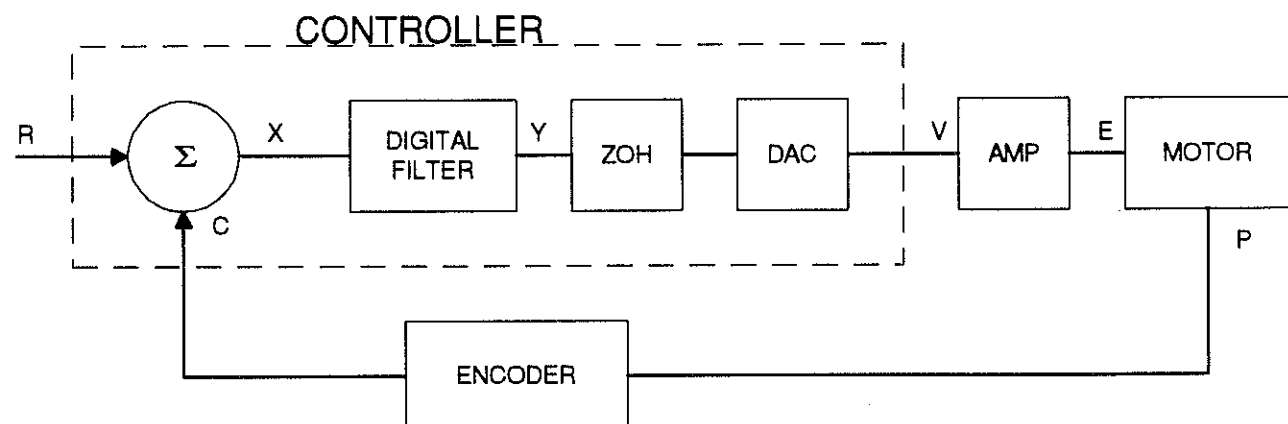 CONTROLLER
R
Σ
X
DIGITAL
FILTER
Y
ZOH
DAC
V
AMP
E
MOTOR
C
P
ENCODER